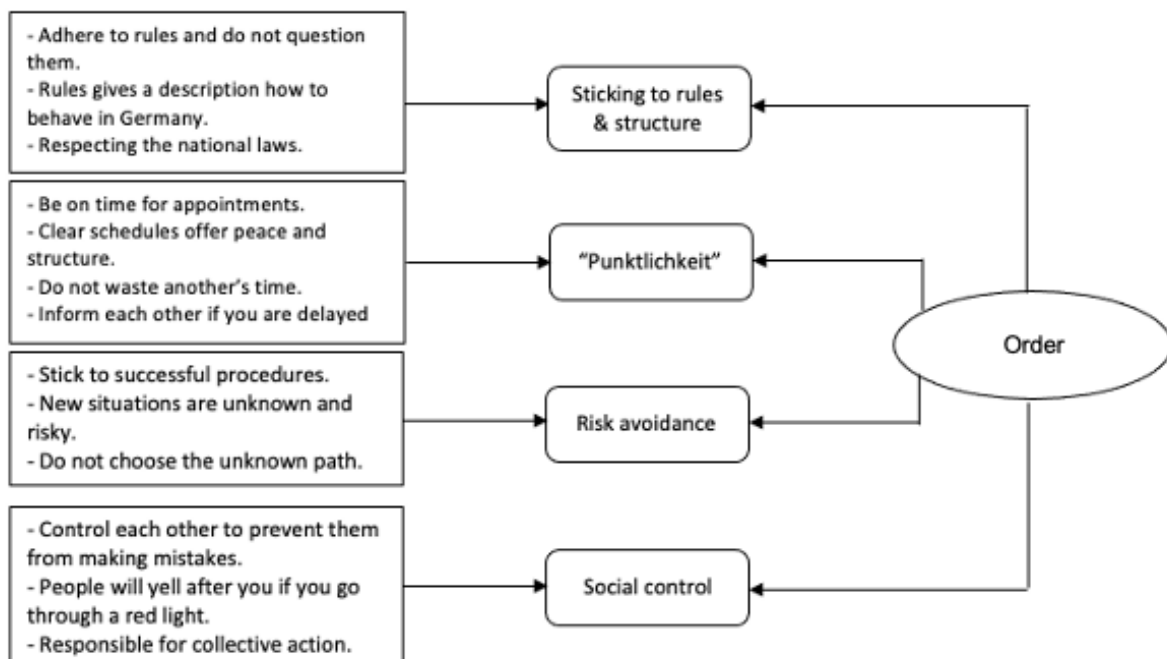 - Adhere to rules and do not question
them.
- Rules gives a description how to
behave in Germany.
- Respecting the national laws.
Sticking to rules
& structure
- Be on time for appointments.
- Clear schedules offer peace and
structure.
- Do not waste another's time.
- Inform each other if you are delayed
“Punktlichkeit”
Order
- Stick to successful procedures.
- New situations are unknown and
risky.
- Do not choose the unknown path.
Risk avoidance
- Control each other to prevent them
from making mistakes.
- People will yell after you if you go
through a red light.
- Responsible for collective action.
Social control